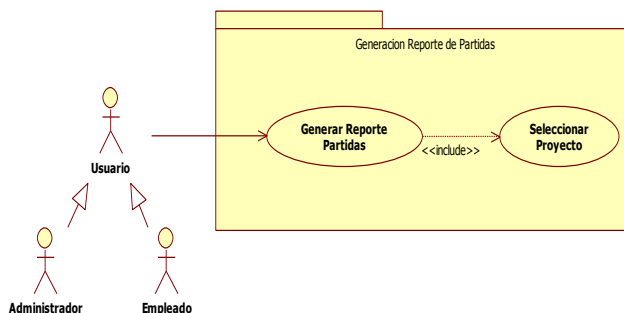 Generacion Reporte de Partidas
Generar Reporte
Partidas
<<include>>
Seleccionar
Proyecto
Usuario
Administrador
Empleado